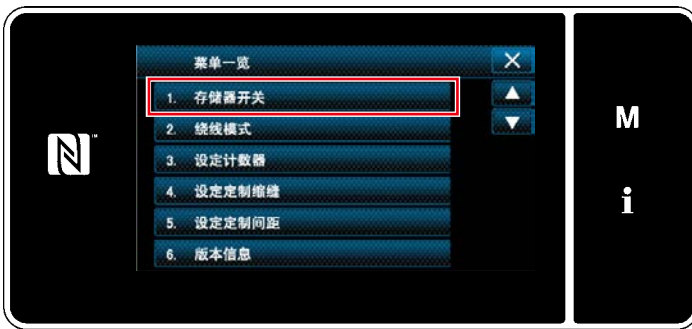 菜单一览
1. 存储器开关
2. 绕线模式
3. 设定计数器
4. 设定定制缩缝
5. 设定定制间距
6. 版本信息
M
i